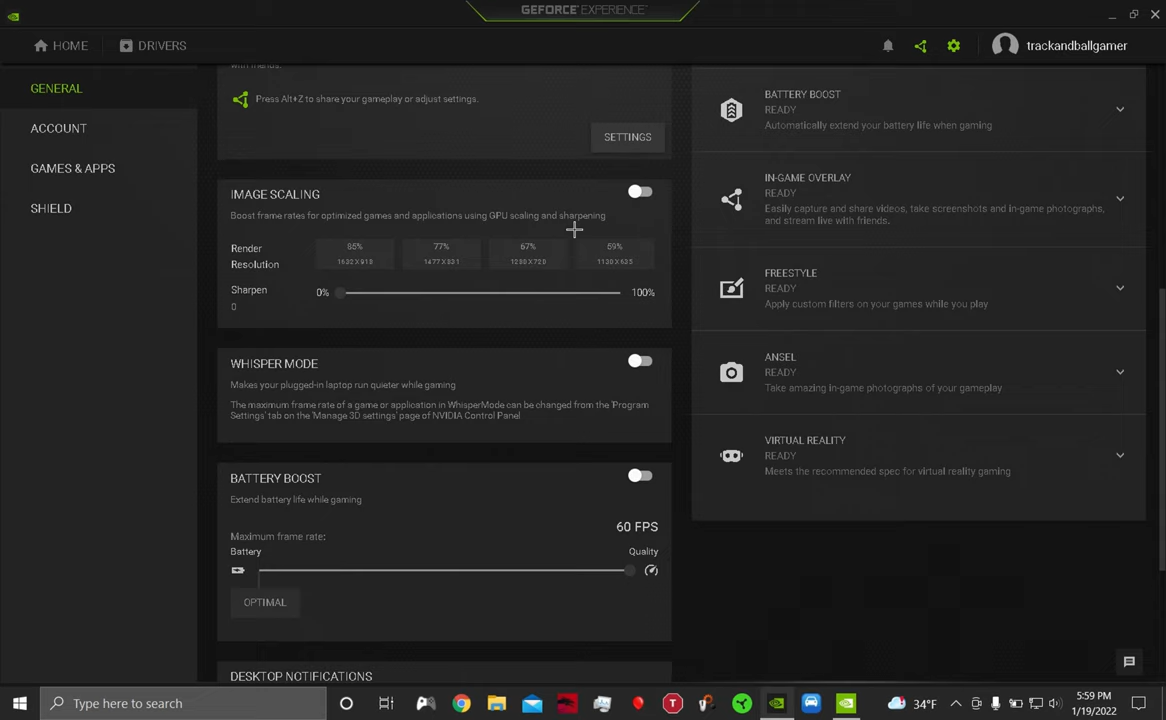 GEFORCE EXPERIENCE
HOME
DRIVERS
trackandballgamer
GENERAL
ACCOUNT
GAMES & APPS
SHIELD
with friends.
Press Alt+Z to share your gameplay or adjust settings.
SETTINGS
IMAGE SCALING
Boost frame rates for optimized games and applications using GPU scaling and sharpening
Render
Resolution
85%
77%
67%
59%
Sharpen
0% 100%
0
WHISPER MODE
Makes your plugged-in laptop run quieter while gaming
The maximum frame rate of a game or application in WhisperMode can be changed from the 'Program
Settings' tab on the 'Manage 3D settings' page of NVIDIA Control Panel
BATTERY BOOST
Extend battery life while gaming
60 FPS
Maximum frame rate:
Battery
Quality
OPTIMAL
DESKTOP NOTIFICATIONS
BATTERY BOOST
READY
Automatically extend your battery life when gaming
IN-GAME OVERLAY
READY
Easily capture and share videos, take screenshots and in-game photographs,
and stream live with friends.
FREESTYLE
READY
Apply custom filters on your games while you play
ANSEL
READY
Take amazing in-game photographs of your gameplay
VIRTUAL REALITY
READY
Meets the recommended spec for virtual reality gaming
Type here to search
T
34°F
5:59 PM
1/19/2022